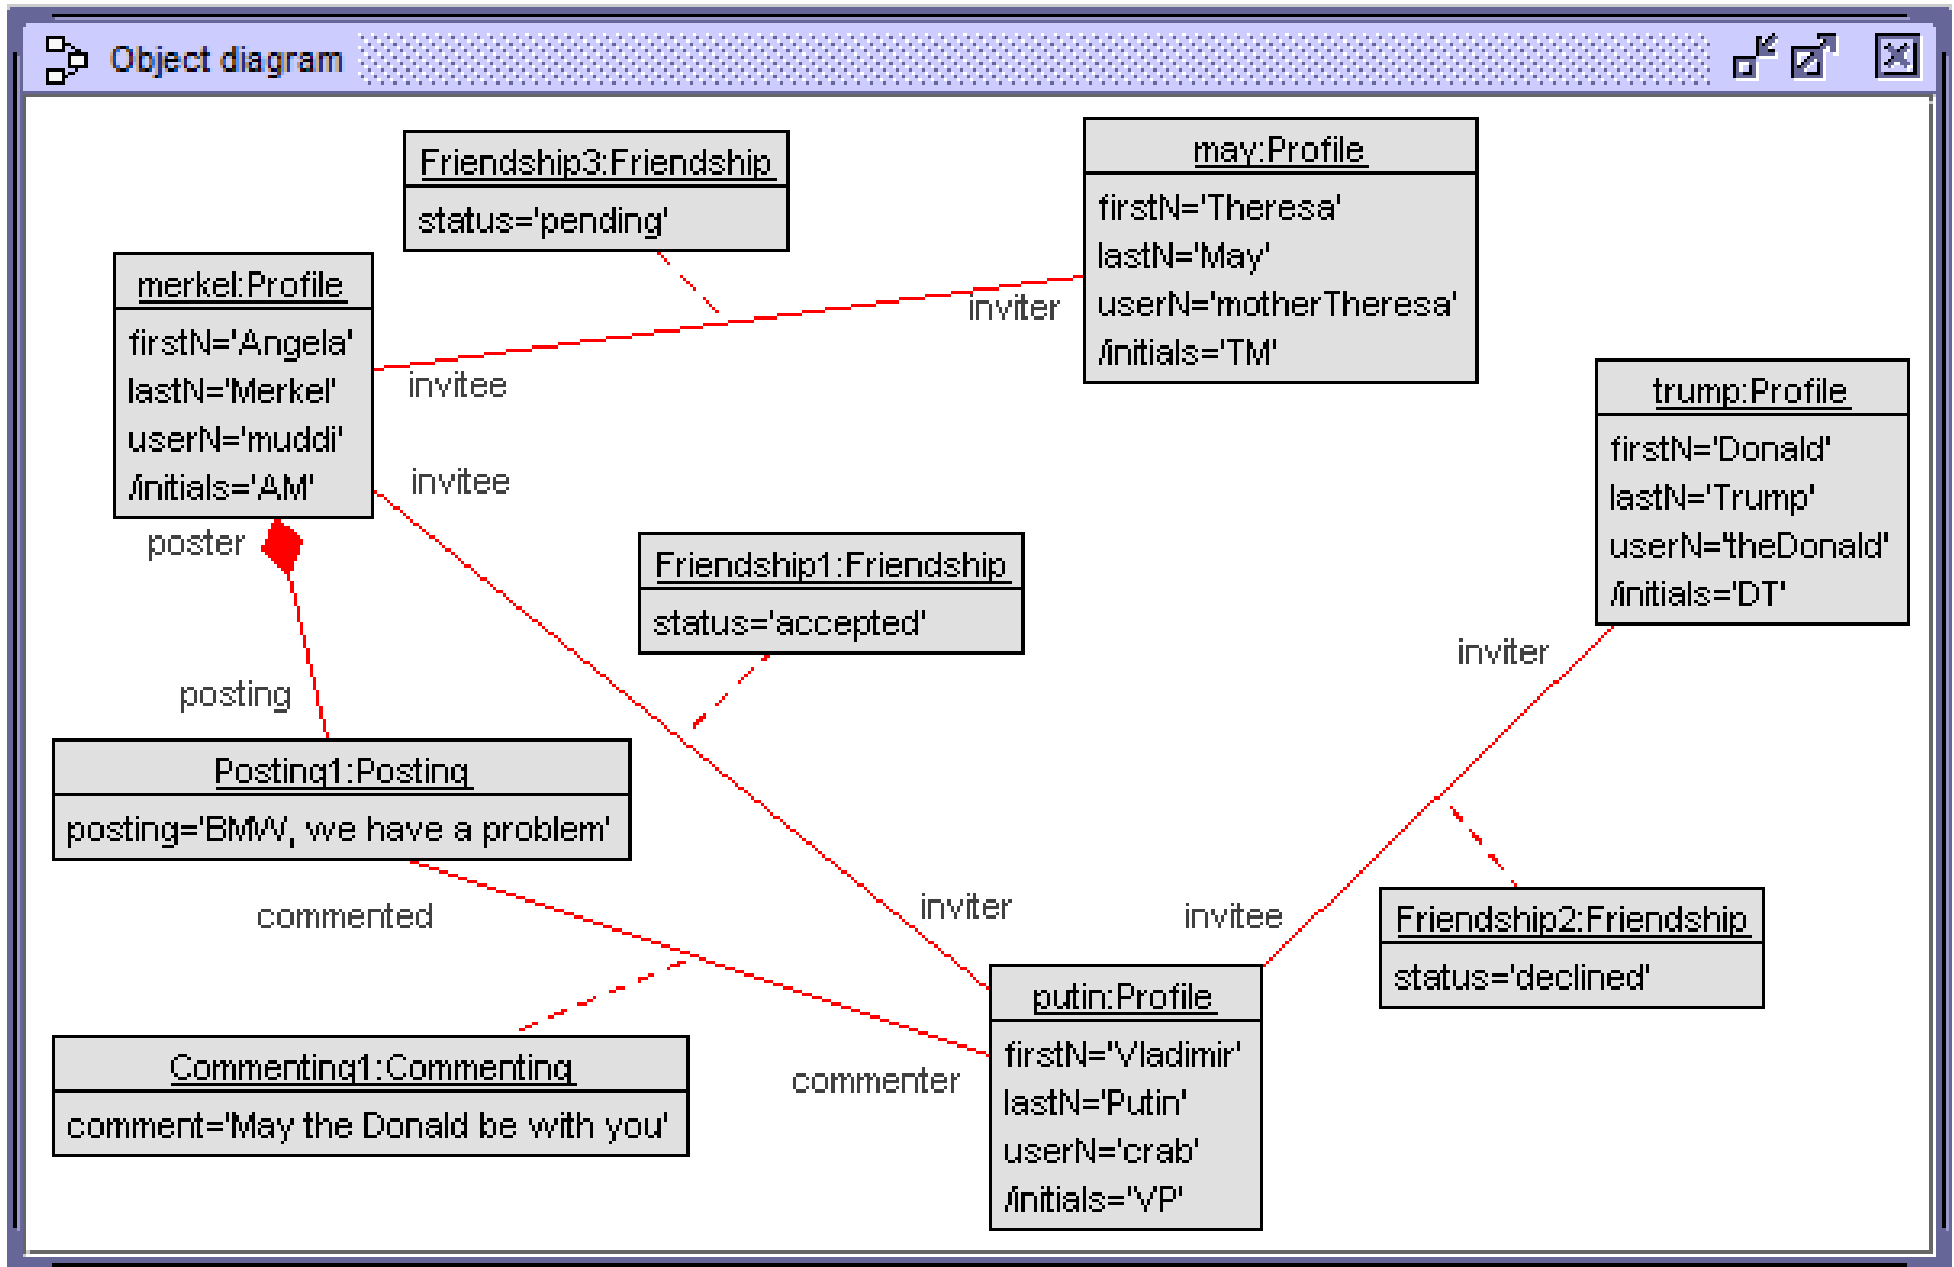 Object diagram
Friendship3:Friendship
status='pending'
may:Profile
firstN='Theresa'
lastN='May'
userN='motherTheresa'
/initials='TM'
merkel:Profile
firstN='Angela'
lastN='Merkel'
userN='muddi'
/initials='AM'
inviter
invitee
trump:Profile
firstN='Donald'
lastN='Trump'
userN='theDonald'
/initials='DT'
invitee
poster
Friendship1:Friendship
status='accepted'
inviter
posting
Posting1:Posting
posting='BMW, we have a problem'
commented
inviter
invitee
Friendship2:Friendship
status='declined'
putin:Profile
firstN='Vladimir'
lastN='Putin'
userN='crab'
/initials='VP'
commenter
Commenting1:Commenting
comment='May the Donald be with you'